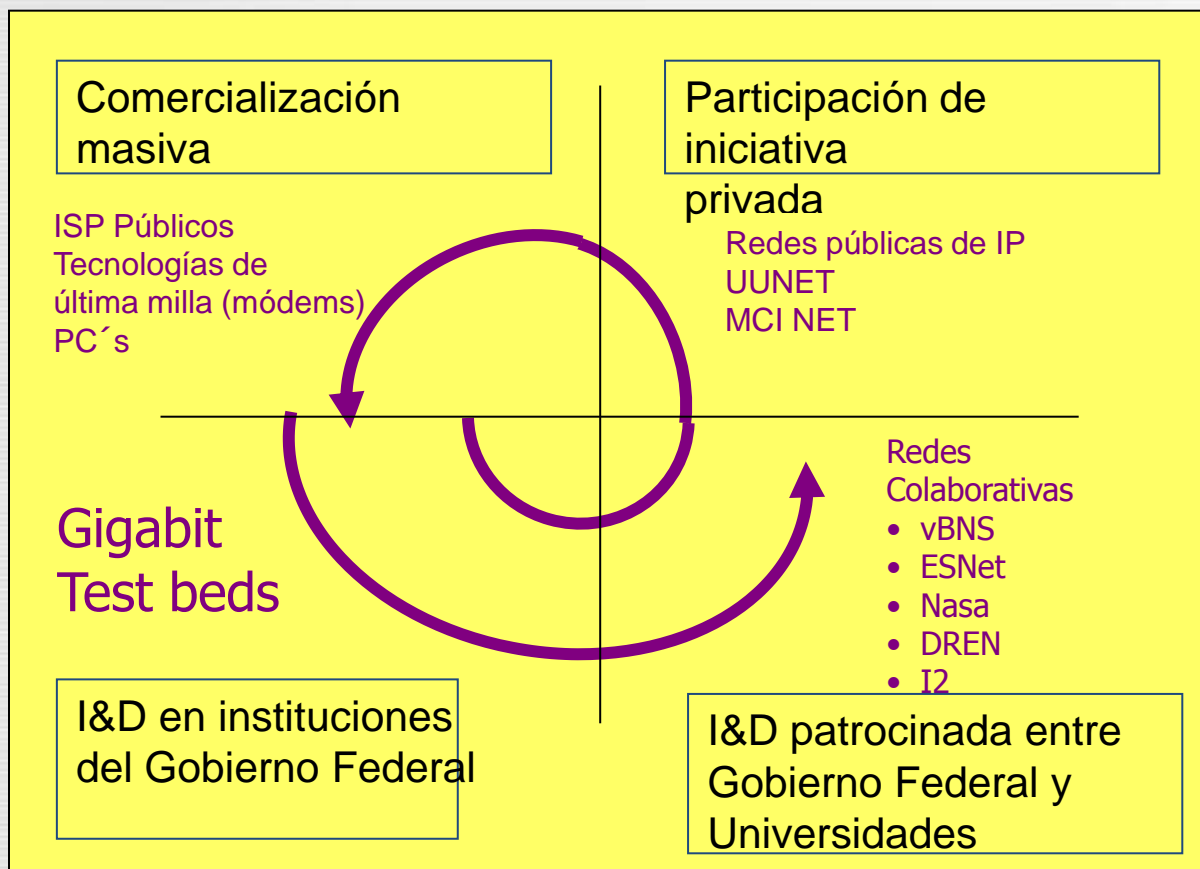 Comercialización
masiva
Participación de
iniciativa
privada
ISP Públicos
Tecnologías de
última milla (módems)
PC´s
Redes públicas de IP
UUNET
MCI NET
Gigabit
Test beds
Redes
Colaborativas
• vBNS
• ESNet
• Nasa
• DREN
• I2
I&D en instituciones
del Gobierno Federal
I&D patrocinada entre
Gobierno Federal y
Universidades